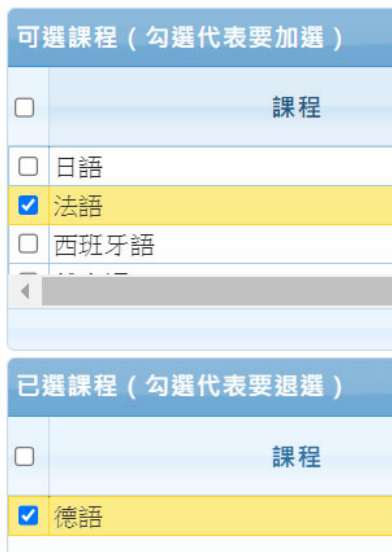 可選課程（勾選代表要加選）
課程
日語
法語
西班牙語
已選課程（勾選代表要退選）
課程
德語